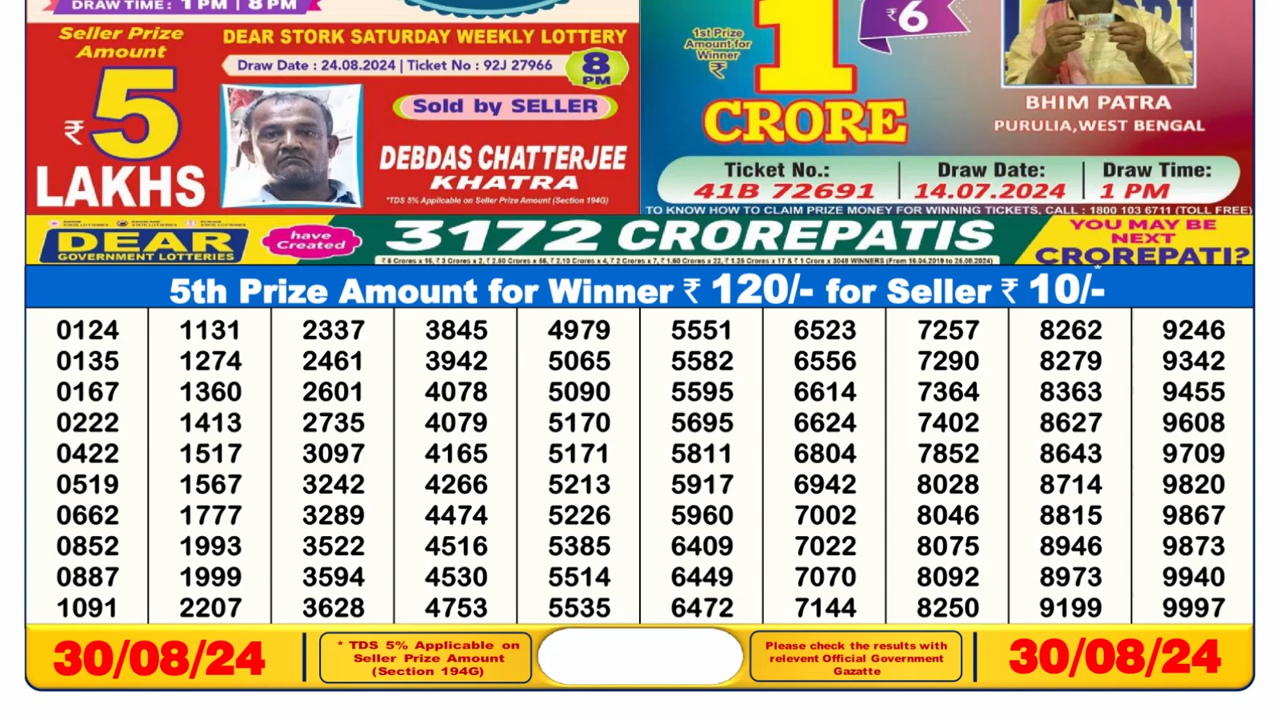 DRAW TIME: 1 PM | 8 PM
Seller Prize
Amount
₹ 5
LAKHS
DEAR STORK SATURDAY WEEKLY LOTTERY
Draw Date : 24.08.2024 | Ticket No : 92J 27966
8
PM
Sold by SELLER
DEBDAS CHATTERJEE
KHATRA
*TDS 5% Applicable on Seller Prize Amount (Section 194G)
₹6
1st Prize
Amount for
Winner
₹
1
CRORE
BHIM PATRA
PURULIA,WEST BENGAL
Ticket No.: Draw Date: Draw Time:
41B 72691 14.07.2024 1 PM
TO KNOW HOW TO CLAIM PRIZE MONEY FOR WINNING TICKETS, CALL : 1800 103 6711 (TOLL FREE)
DEAR
GOVERNMENT LOTTERIES
have
Created
3172 CROREPATIS
YOU MAY BE
NEXT
CROREPATI?
5th Prize Amount for Winner ₹ 120/- for Seller ₹ 10/-*
0124 1131 2337 3845 4979 5551 6523 7257 8262 9246
0135 1274 2461 3942 5065 5582 6556 7290 8279 9342
0167 1360 2601 4078 5090 5595 6614 7364 8363 9455
0222 1413 2735 4079 5170 5695 6624 7402 8627 9608
0422 1517 3097 4165 5171 5811 6804 7852 8643 9709
0519 1567 3242 4266 5213 5917 6942 8028 8714 9820
0662 1777 3289 4474 5226 5960 7002 8046 8815 9867
0852 1993 3522 4516 5385 6409 7022 8075 8946 9873
0887 1999 3594 4530 5514 6449 7070 8092 8973 9940
1091 2207 3628 4753 5535 6472 7144 8250 9199 9997
30/08/24
* TDS 5% Applicable on
Seller Prize Amount
(Section 194G)
Please check the results with
relevent Official Government
Gazatte
30/08/24